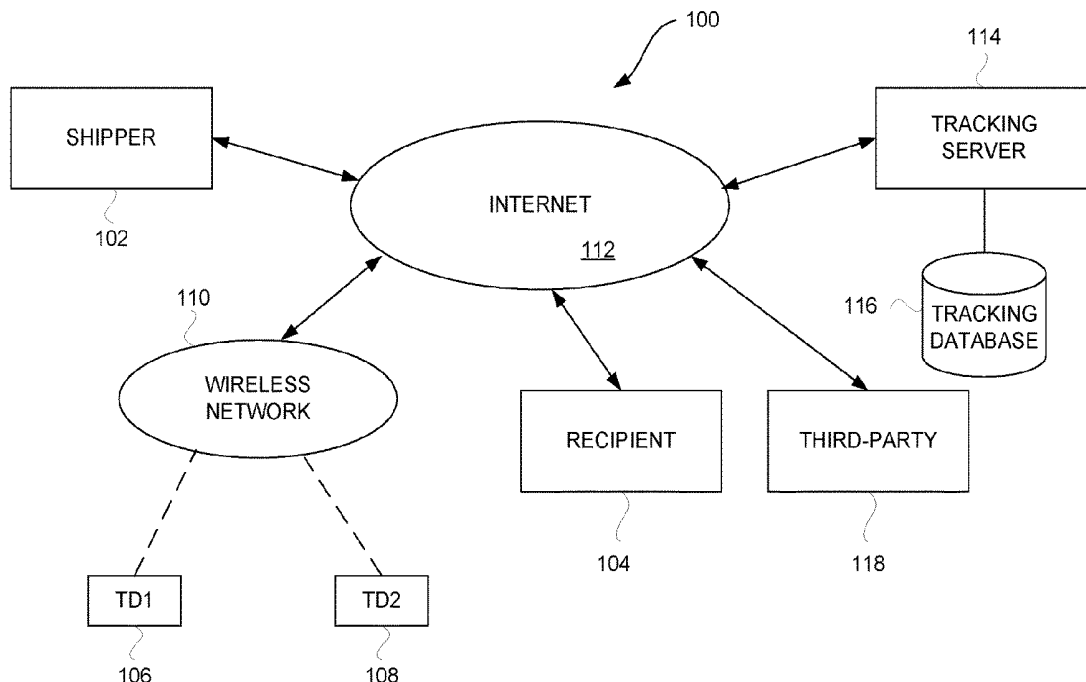 100
114
SHIPPER
TRACKING
SERVER
INTERNET
102
112
110
116
TRACKING
DATABASE
WIRELESS
NETWORK
RECIPIENT
THIRD-PARTY
104
118
TD1
TD2
106
108